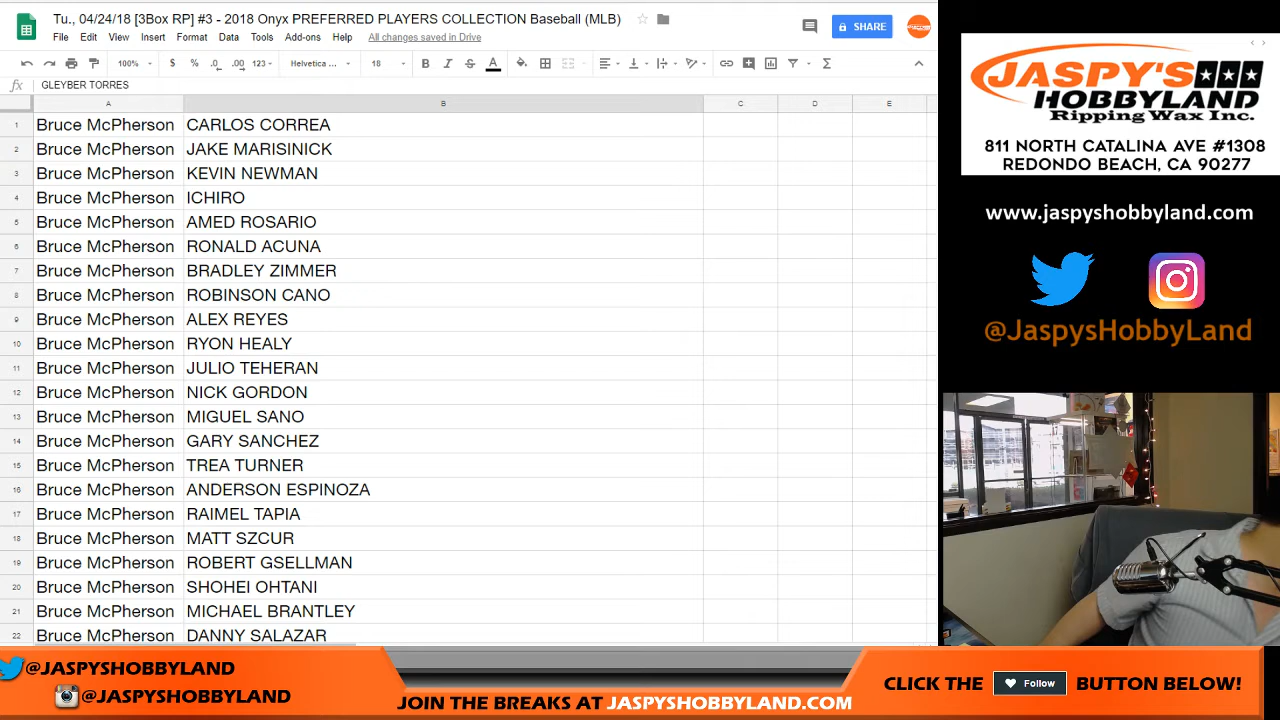 Tu., 04/24/18 [3Box RP] #3 - 2018 Onyx PREFERRED PLAYERS COLLECTION Baseball (MLB)
SHARE
File Edit View Insert Format Data Tools Add-ons Help All changes saved in Drive
100% $ % .0 .00 123 Helvetica ... 18 B I S A Σ
fx GLEYBER TORRES
A B C D E
1 Bruce McPherson CARLOS CORREA
2 Bruce McPherson JAKE MARISINICK
3 Bruce McPherson KEVIN NEWMAN
4 Bruce McPherson ICHIRO
5 Bruce McPherson AMED ROSARIO
6 Bruce McPherson RONALD ACUNA
7 Bruce McPherson BRADLEY ZIMMER
8 Bruce McPherson ROBINSON CANO
9 Bruce McPherson ALEX REYES
10 Bruce McPherson RYON HEALY
11 Bruce McPherson JULIO TEHERAN
12 Bruce McPherson NICK GORDON
13 Bruce McPherson MIGUEL SANO
14 Bruce McPherson GARY SANCHEZ
15 Bruce McPherson TREA TURNER
16 Bruce McPherson ANDERSON ESPINOZA
17 Bruce McPherson RAIMEL TAPIA
18 Bruce McPherson MATT SZCUR
19 Bruce McPherson ROBERT GSELLMAN
20 Bruce McPherson SHOHEI OHTANI
21 Bruce McPherson MICHAEL BRANTLEY
22 Bruce McPherson DANNY SALAZAR
JASPY'S
HOBBYLAND
Ripping Wax Inc.
811 NORTH CATALINA AVE #1308
REDONDO BEACH, CA 90277
www.jaspyshobbyland.com
@JaspysHobbyLand
@JASPYSHOBBYLAND
@JASPYSHOBBYLAND
JOIN THE BREAKS AT JASPYSHOBBYLAND.COM
CLICK THE Follow BUTTON BELOW!